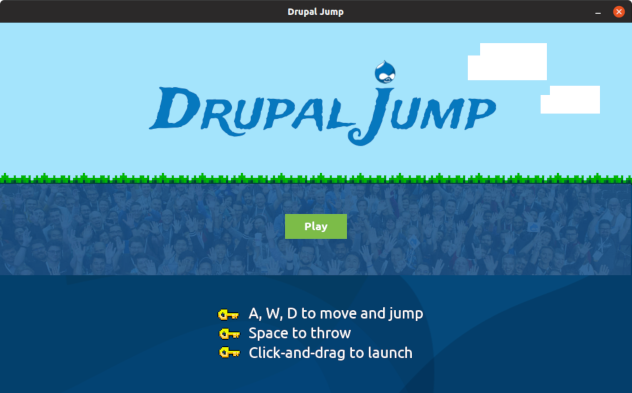 Drupal Jump
DRUPAL JUMP
Play
A, W, D to move and jump
Space to throw
Click-and-drag to launch